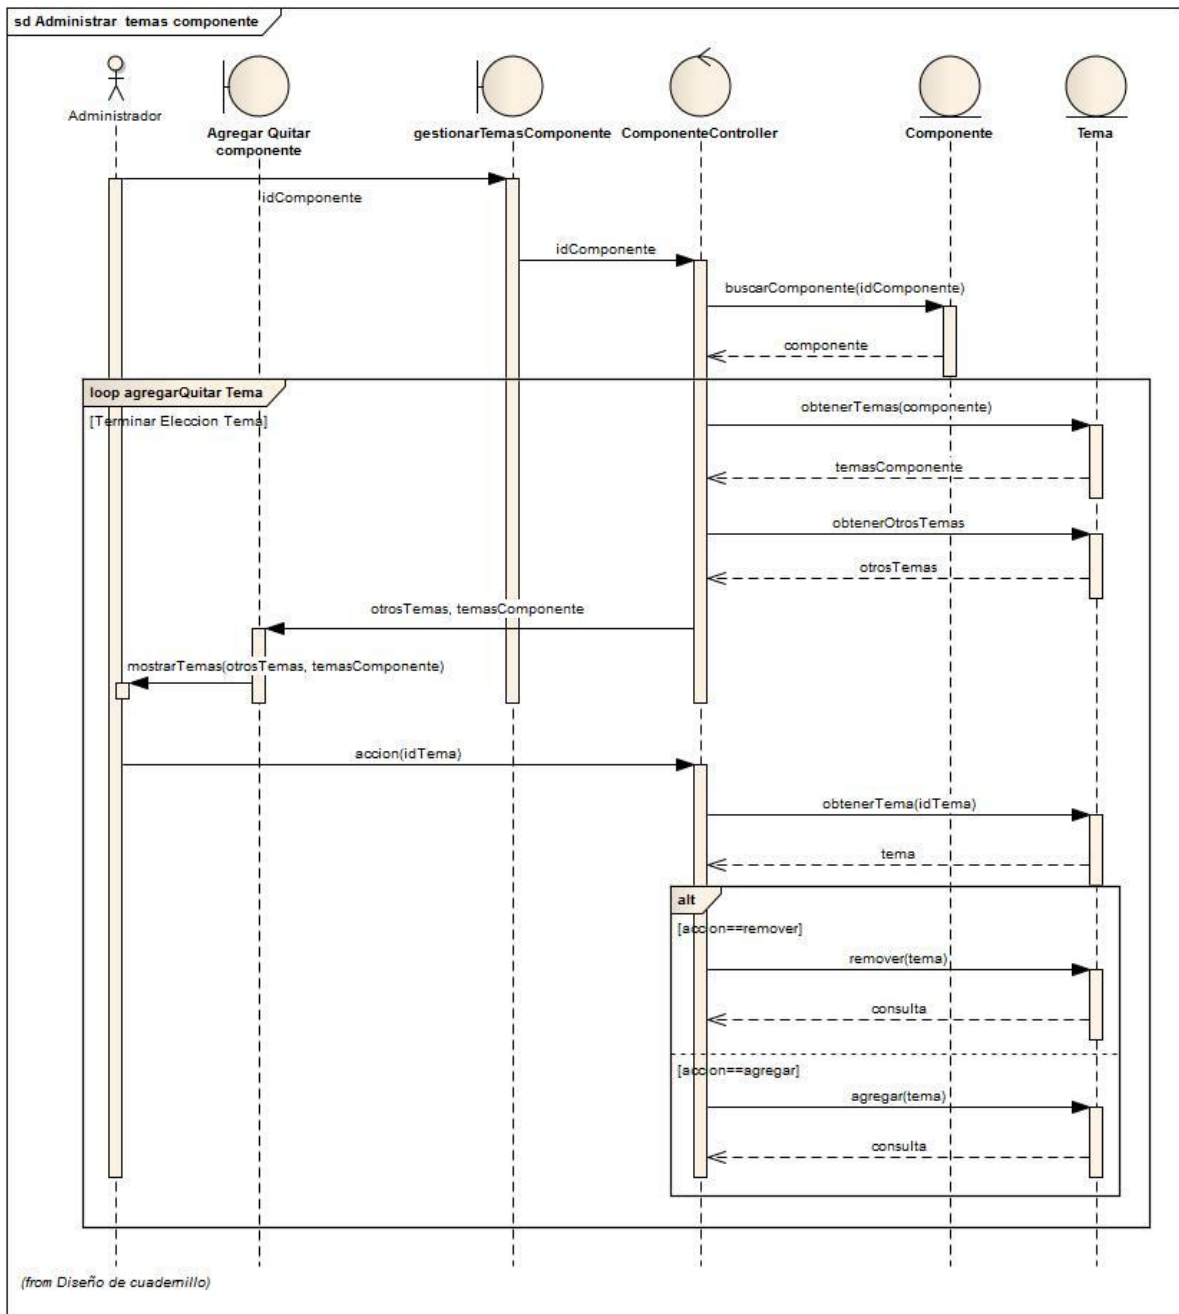 sd Administrar temas componente
Administrador
Agregar Quitar
componente
gestionarTemasComponente
ComponenteController
Componente
Tema
idComponente
idComponente
buscarComponente(idComponente)
componente
loop agregarQuitar Tema
[Terminar Eleccion Tema]
obtenerTemas(componente)
temasComponente
obtenerOtrosTemas
otrosTemas
otrosTemas, temasComponente
mostrarTemas(otrosTemas, temasComponente)
accion(idTema)
obtenerTema(idTema)
tema
alt
[accion==remover]
remover(tema)
consulta
[accion==agregar]
agregar(tema)
consulta
(from Diseño de cuadernillo)